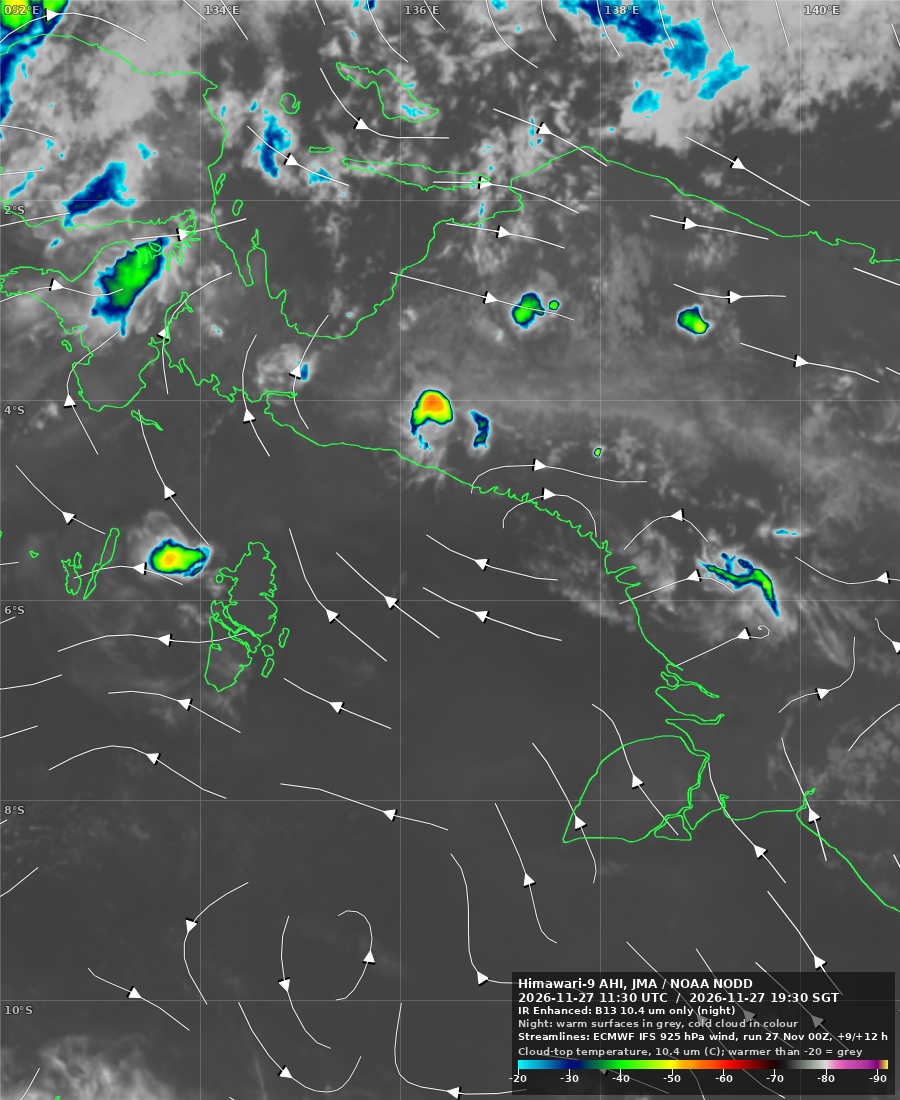 032°E 134°E 136°E 138°E 140°E
2°S
4°S
6°S
8°S
10°S
Himawari-9 AHI, JMA / NOAA NODD
2026-11-27 11:30 UTC / 2026-11-27 19:30 SGT
IR Enhanced: B13 10.4 um only (night)
Night: warm surfaces in grey, cold cloud in colour
Streamlines: ECMWF IFS 925 hPa wind, run 27 Nov 00Z, +9/+12 h
Cloud-top temperature, 10.4 um (C); warmer than -20 = grey
-20 -30 -40 -50 -60 -70 -80 -90